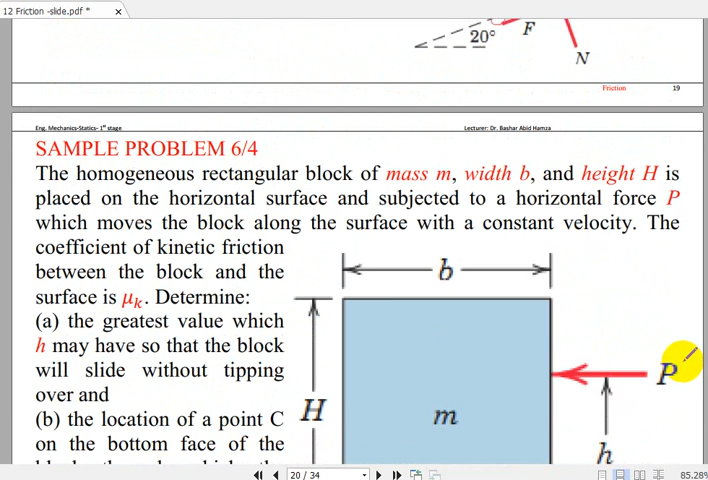 12 Friction -slide.pdf *
20°
F
N
Friction 19
Eng. Mechanics-Statics- 1st stage Lecturer: Dr. Bashar Abid Hamza
SAMPLE PROBLEM 6/4
The homogeneous rectangular block of mass m, width b, and height H is
placed on the horizontal surface and subjected to a horizontal force P
which moves the block along the surface with a constant velocity. The
coefficient of kinetic friction
between the block and the
surface is μk. Determine:
(a) the greatest value which
h may have so that the block
will slide without tipping
over and
(b) the location of a point C
on the bottom face of the
b
P
H
m
h
20 / 34
85.28%